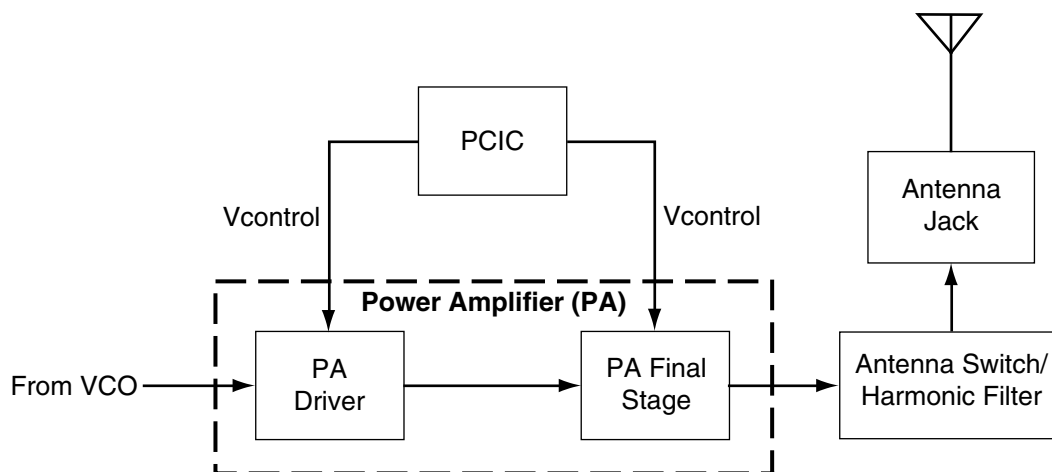 PCIC
Vcontrol
Vcontrol
Antenna
Jack
Power Amplifier (PA)
From VCO
PA
Driver
PA Final
Stage
Antenna Switch/
Harmonic Filter